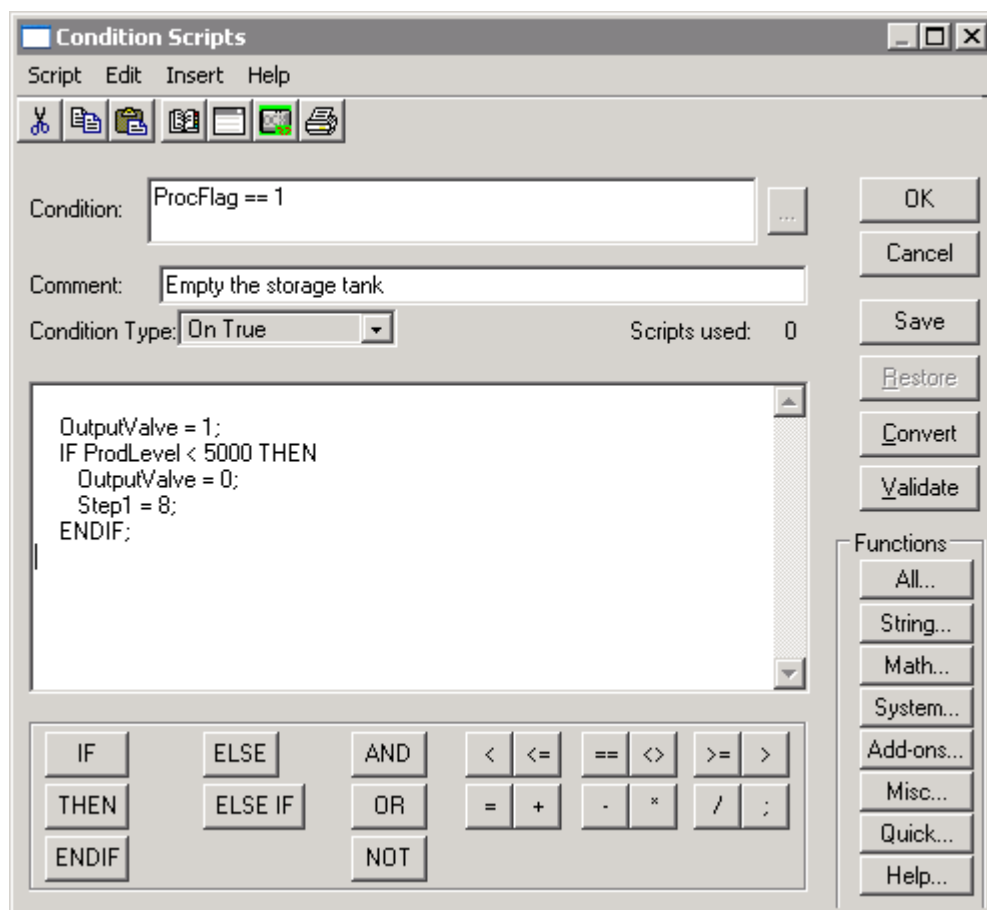 Condition Scripts
Script Edit Insert Help
Condition: ProcFlag == 1
...
OK
Cancel
Comment: Empty the storage tank
Condition Type: On True
Scripts used: 0
Save
Restore
Convert
Validate
OutputValve = 1;
IF ProdLevel < 5000 THEN
OutputValve = 0;
Step1 = 8;
ENDIF;
Functions
All...
String...
Math...
System...
Add-ons...
Misc...
Quick...
Help...
IF ELSE AND < <= == <> >= >
THEN ELSE IF OR = + - * / ;
ENDIF NOT